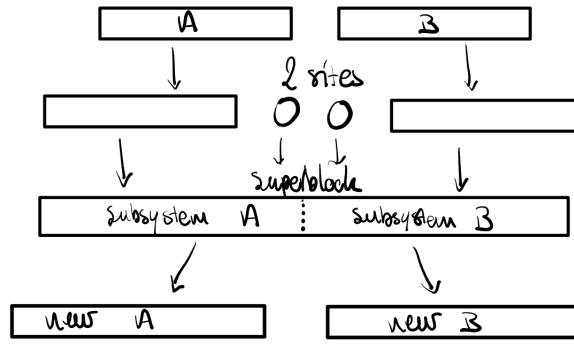 A B
2 sites
superblock
subsystem A subsystem B
new A new B